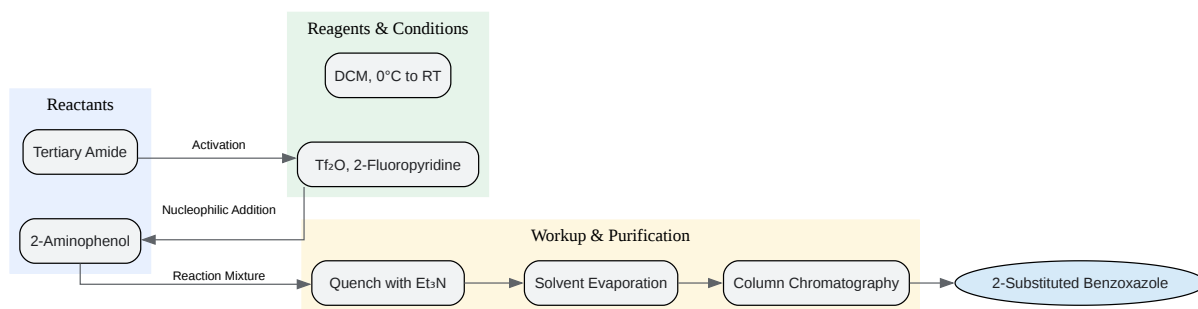 Reagents & Conditions
DCM, 0°C to RT
Reactants
Tertiary Amide
Activation
Tf₂O, 2-Fluoropyridine
Nucleophilic Addition
2-Aminophenol
Workup & Purification
Reaction Mixture
Quench with Et₃N
Solvent Evaporation
Column Chromatography
2-Substituted Benzoxazole